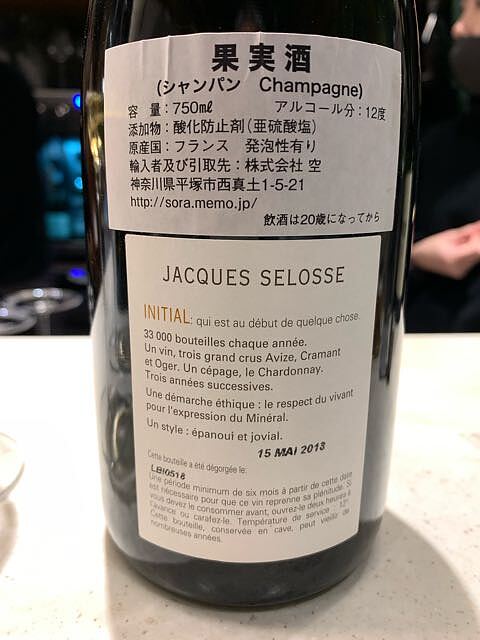 果実酒
(シャンパン Champagne)
容 量:750㎖ アルコール分:12度
添加物:酸化防止剤(亜硫酸塩)
原産国:フランス 発泡性有り
輸入者及び引取先:株式会社 空
神奈川県平塚市西真土1-5-21
http://sora.memo.jp/
飲酒は20歳になってから
JACQUES SELOSSE
INITIAL: qui est au début de quelque chose.
33 000 bouteilles chaque année.
Un vin, trois grand crus Avize, Cramant
et Oger. Un cépage, le Chardonnay.
Trois années successives.
Une démarche éthique : le respect du vivant
pour l'expression du Minéral.
Un style : épanoui et jovial.
15 MAI 2018
Cette bouteille a été dégorgée le:
LBI0518
Une période minimum de six mois à partir de cette date
est nécessaire pour que ce vin reprenne sa plénitude. Si
vous devez le consommer avant, ouvrez-le deux heures à
l'avance ou carafez-le. Température de service : 12°
Cette bouteille, conservée en cave, peut vieillir de
nombreuses années.